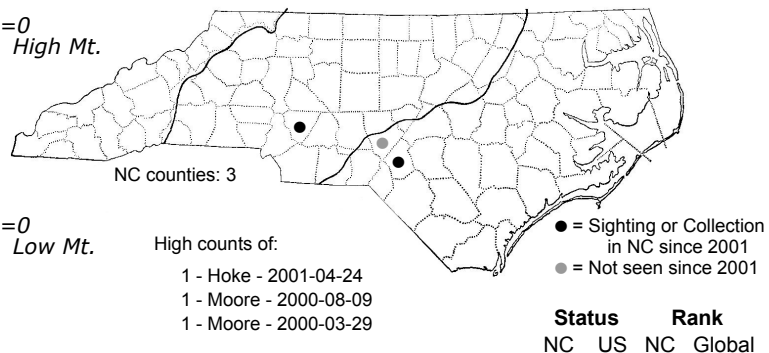 =0
High Mt.
NC counties: 3
=0
Low Mt.
High counts of:
1 - Hoke - 2001-04-24
1 - Moore - 2000-08-09
1 - Moore - 2000-03-29
= Sighting or Collection
in NC since 2001
= Not seen since 2001
Status Rank
NC US NC Global